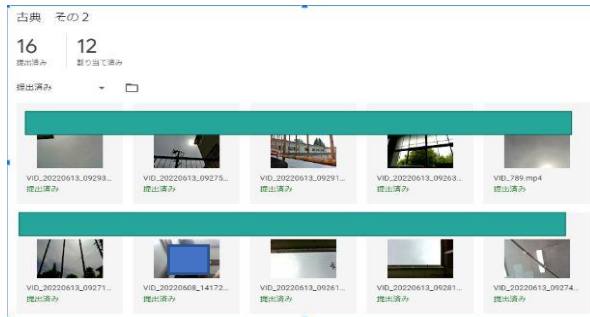 古典 その２
16 12
提出済み 割り当て済み
提出済み
VID_20220613_09293... VID_20220613_09275... VID_20220613_09291... VID_20220613_09263... VID_789.mp4
提出済み 提出済み 提出済み 提出済み 提出済み
VID_20220613_09271... VID_20220608_14172... VID_20220613_09261... VID_20220613_09281... VID_20220613_09274...
提出済み 提出済み 提出済み 提出済み 提出済み